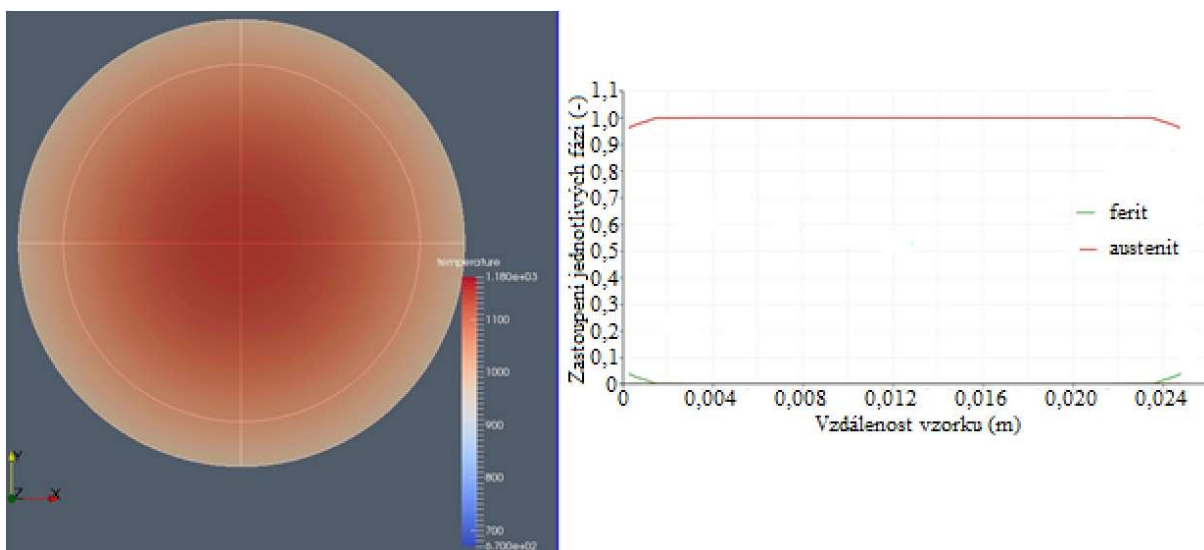 temperature
1.180e+03
1100
1000
900
800
700
6.700e+02
Y
Z
X
Zastoupení jednotlivých fází (-)
1,1
1,0
0,9
0,8
0,7
0,6
0,5
0,4
0,3
0,2
0,1
0
0 0,004 0,008 0,012 0,016 0,020 0,024
Vzdálenost vzorku (m)
ferit
austenit